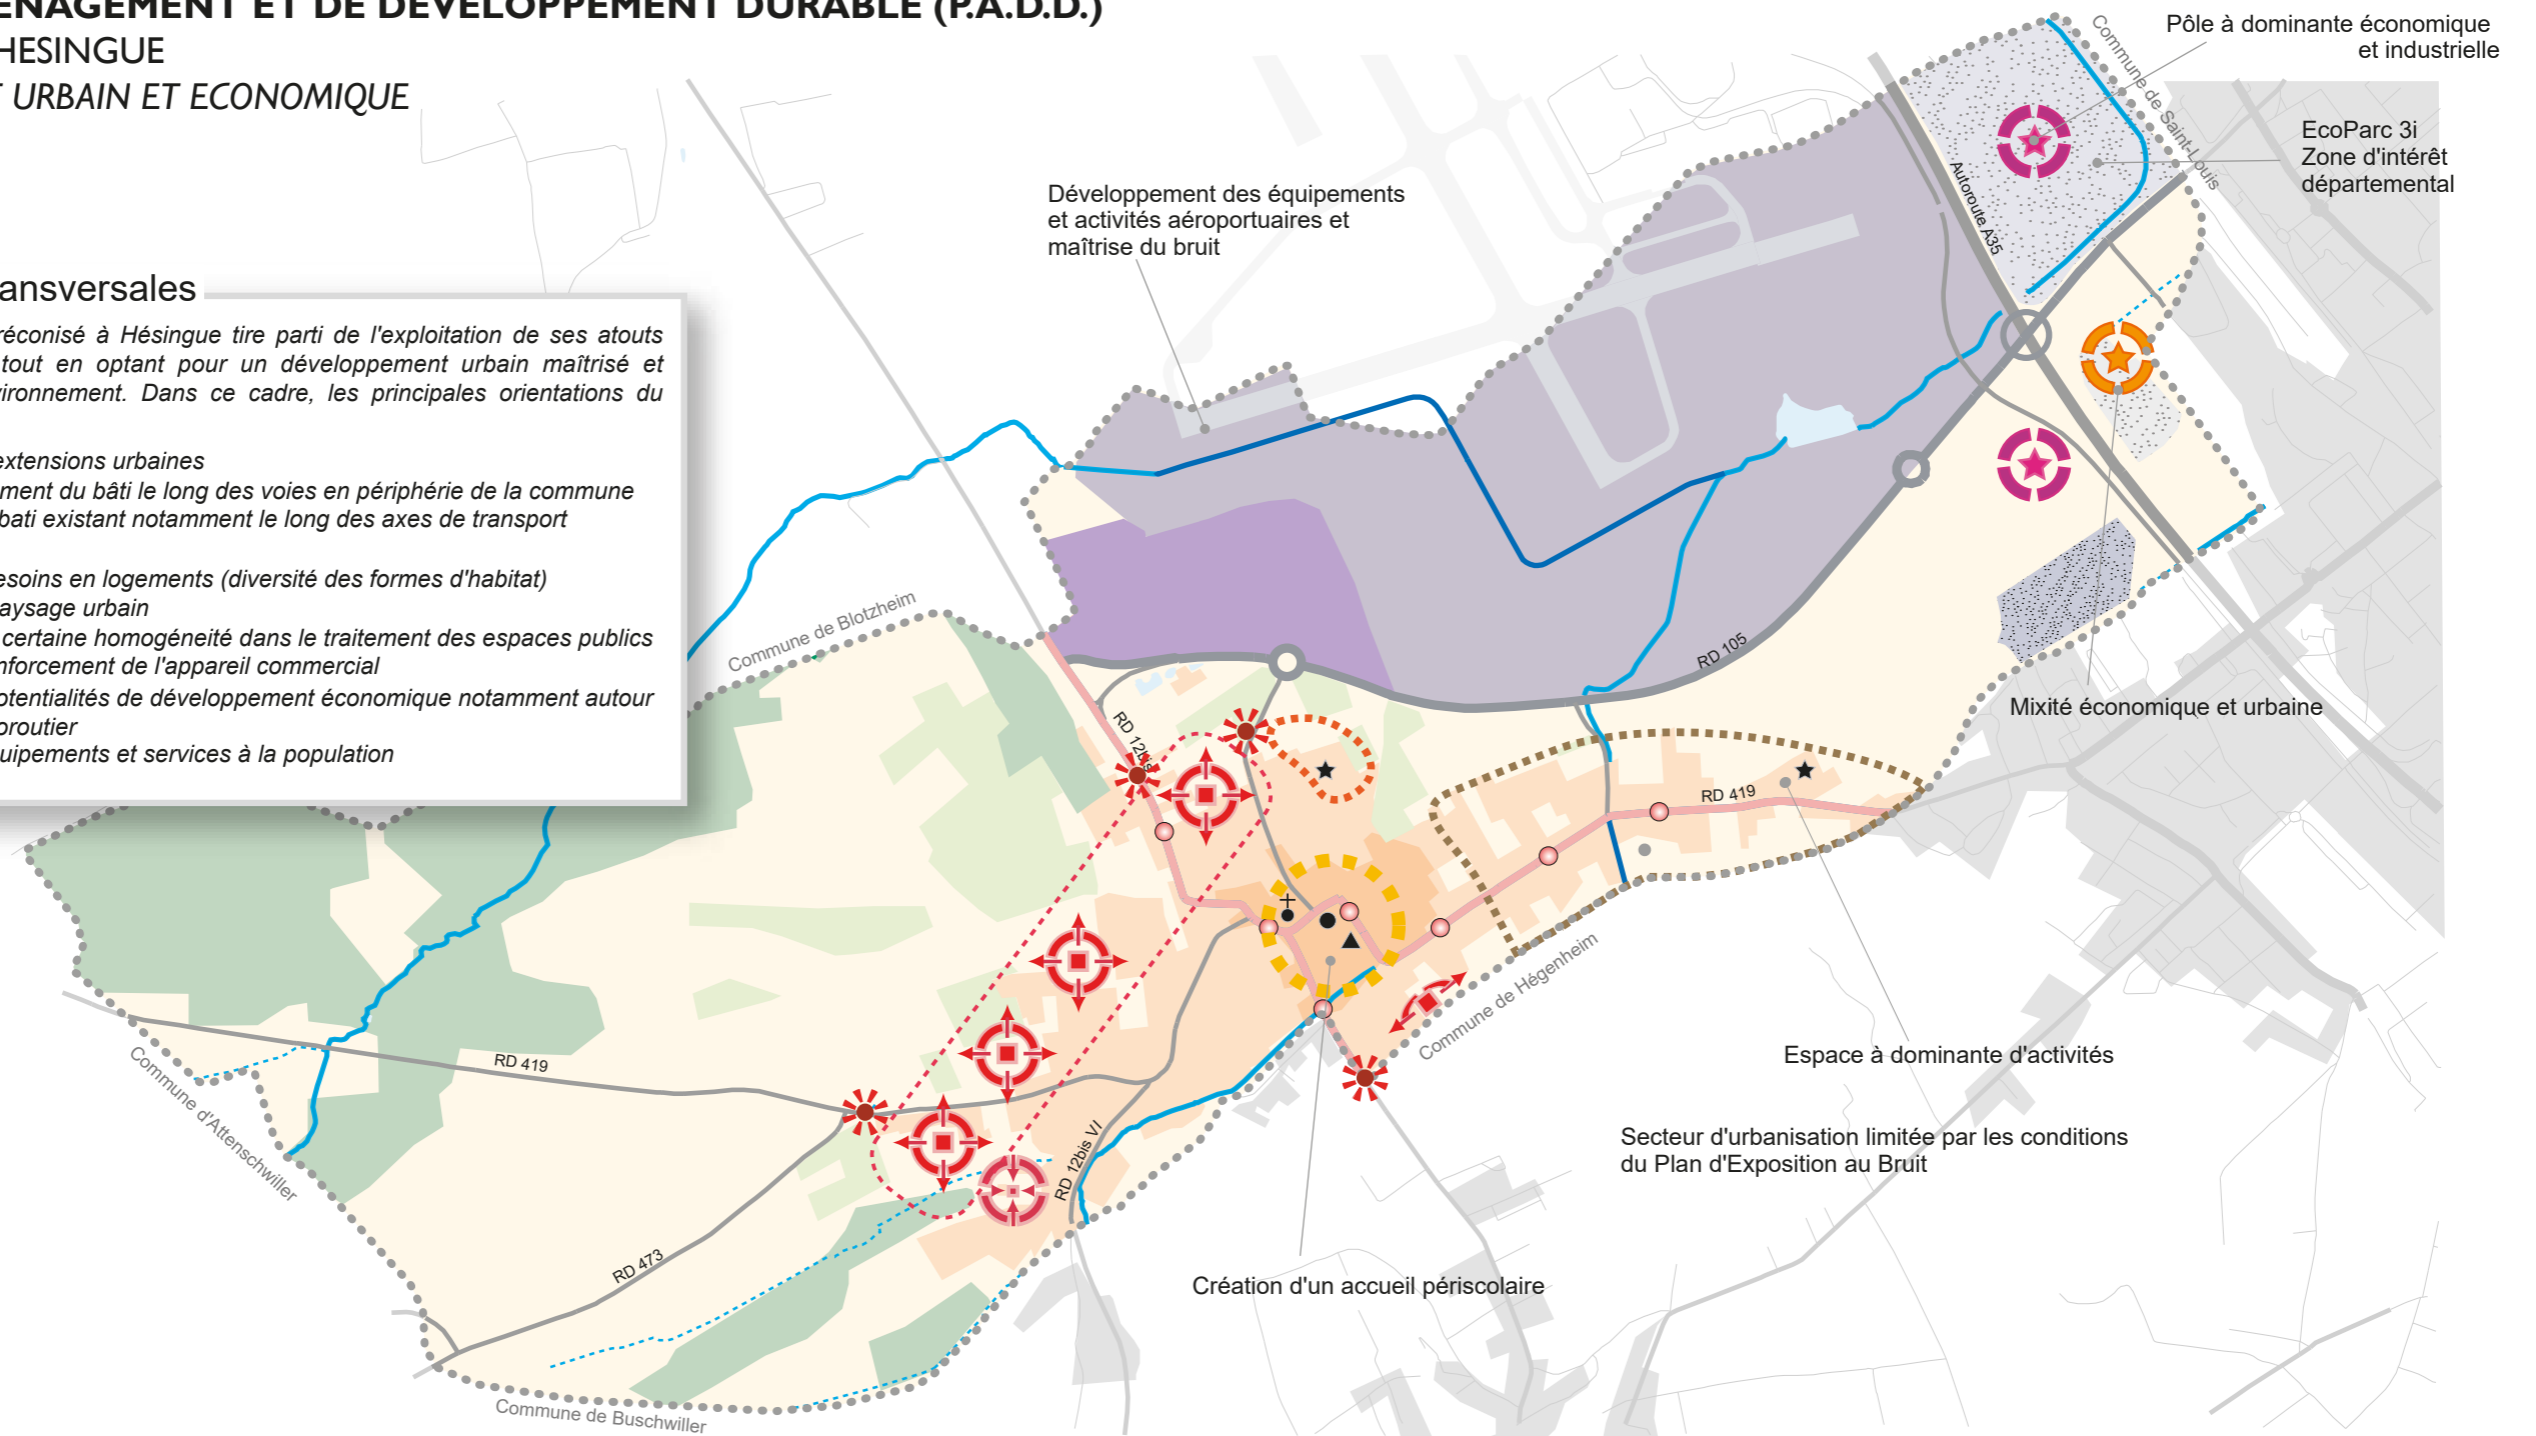 ENAGEMENT ET DE DEVELOPPEMENT DURABLE (P.A.D.D.)
HESINGUE
URBAIN ET ECONOMIQUE
ansversales
réconisé à Hésingue tire parti de l'exploitation de ses atouts
tout en optant pour un développement urbain maîtrisé et
vironnement. Dans ce cadre, les principales orientations du
extensions urbaines
ment du bâti le long des voies en périphérie de la commune
bati existant notamment le long des axes de transport
esoins en logements (diversité des formes d'habitat)
aysage urbain
certaine homogénéité dans le traitement des espaces publics
nforcement de l'appareil commercial
otentialités de développement économique notamment autour
oroutier
uipements et services à la population
Développement des équipements
et activités aéroportuaires et
maîtrise du bruit
Pôle à dominante économique
et industrielle
Commune de Saint-Louis
EcoParc 3i
Zone d'intérêt
départemental
Autoroute A35
Commune de Blotzheim
RD 105
RD 12bis
Mixité économique et urbaine
RD 419
Commune de Hégenheim
RD 419
Commune d'Attenschwiller
RD 12bis VI
Espace à dominante d'activités
Secteur d'urbanisation limitée par les conditions
du Plan d'Exposition au Bruit
RD 473
Création d'un accueil périscolaire
Commune de Buschwiller